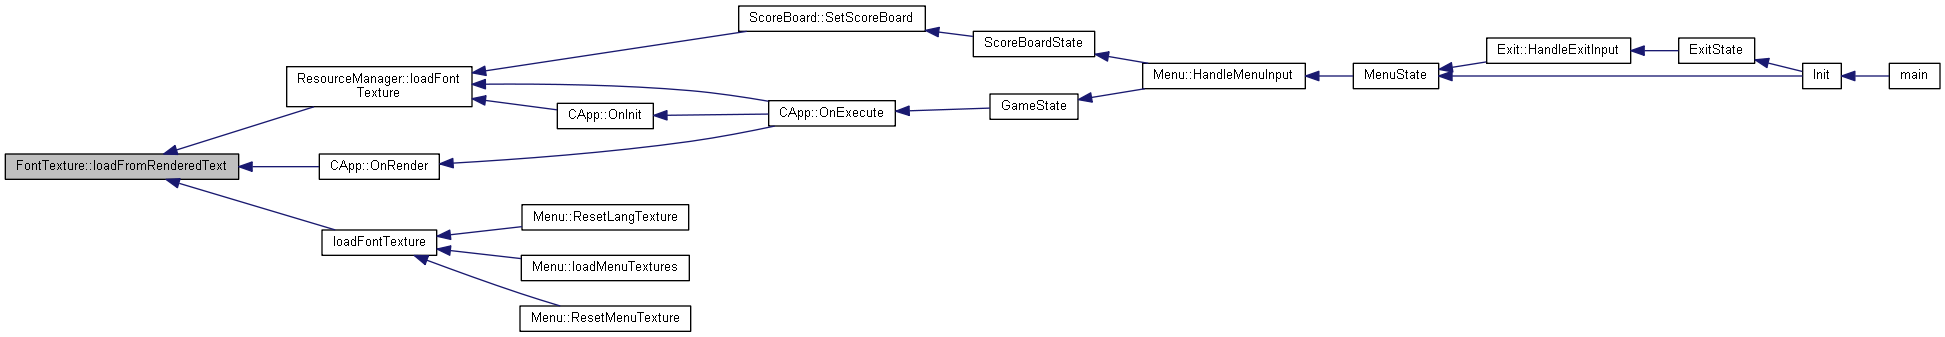 ScoreBoard::SetScoreBoard
ScoreBoardState
Exit::HandleExitInput
ExitState
ResourceManager::loadFont
Texture
Menu::HandleMenuInput
MenuState
Init
main
CApp::OnInit
CApp::OnExecute
GameState
FontTexture::loadFromRenderedText
CApp::OnRender
Menu::ResetLangTexture
loadFontTexture
Menu::loadMenuTextures
Menu::ResetMenuTexture